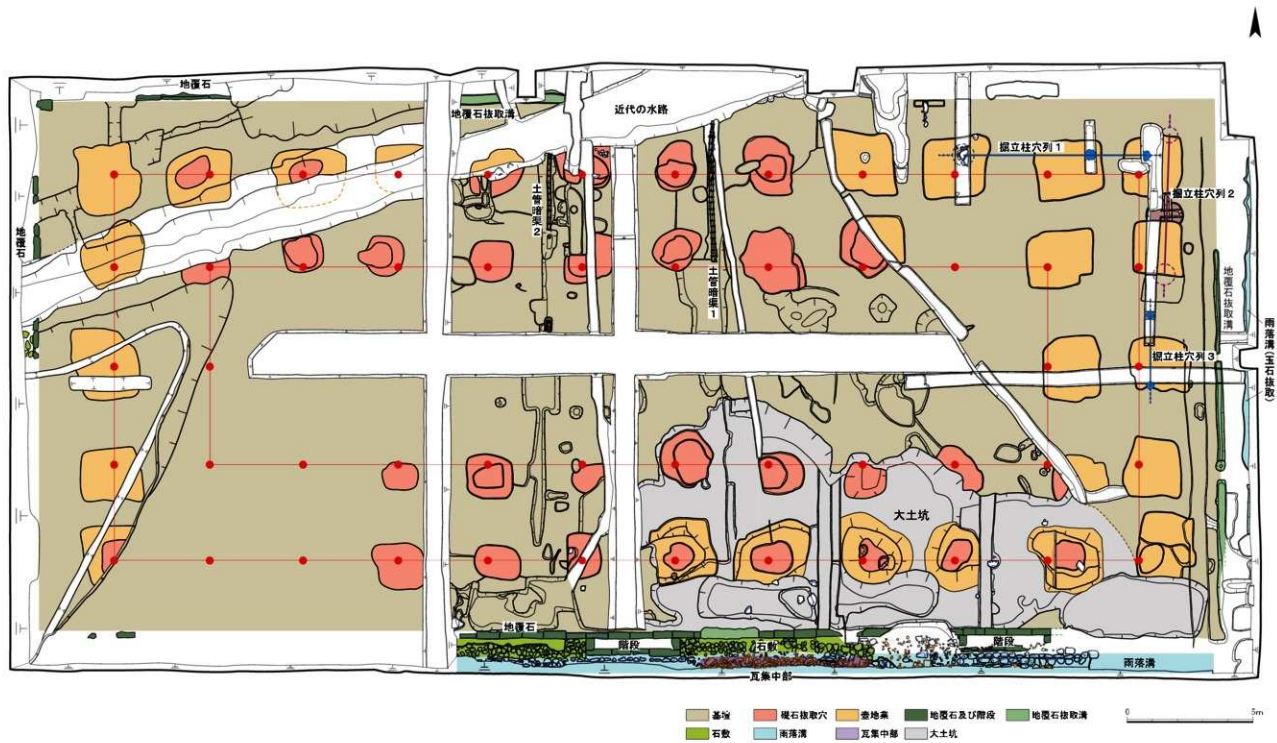 地覆石
地覆石抜取溝
近代の水路
掘立柱穴列 1
掘立柱穴列 2
土管暗渠 2
地覆石
土管暗渠 1
地覆石抜取溝
雨落溝(玉石抜取)
掘立柱穴列 3
大土坑
地覆石
階段
石敷
階段
雨落溝
瓦集中部
基壇
礎石抜取穴
壺地業
地覆石及び階段
地覆石抜取溝
0
5m
石敷
雨落溝
瓦集中部
大土坑